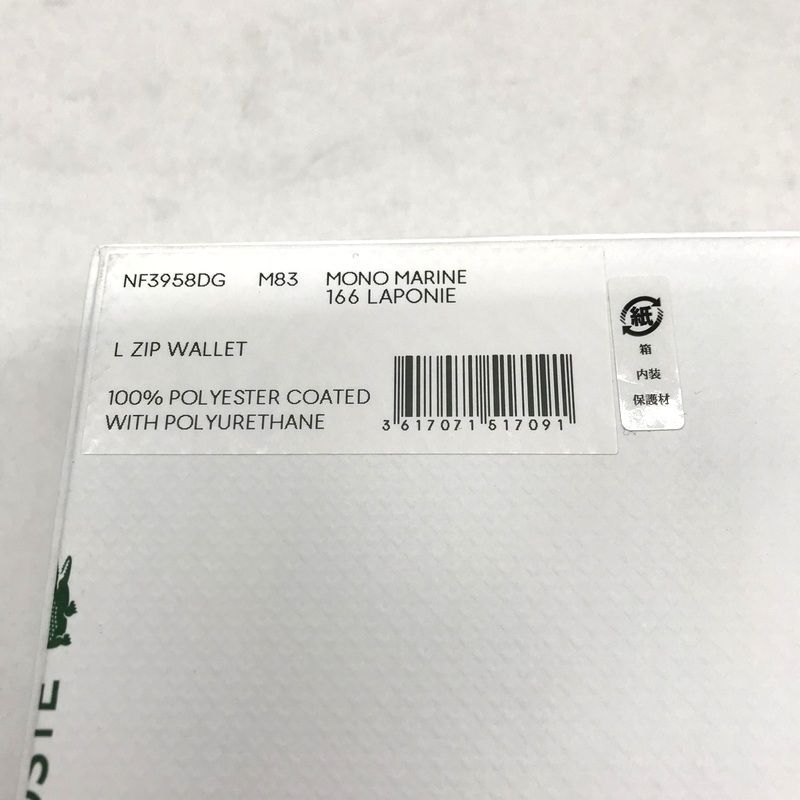 NF3958DG M83 MONO MARINE
166 LAPONIE
L ZIP WALLET
100% POLYESTER COATED
WITH POLYURETHANE
3 617071 517091
紙
箱
内装
保護材
OSTE